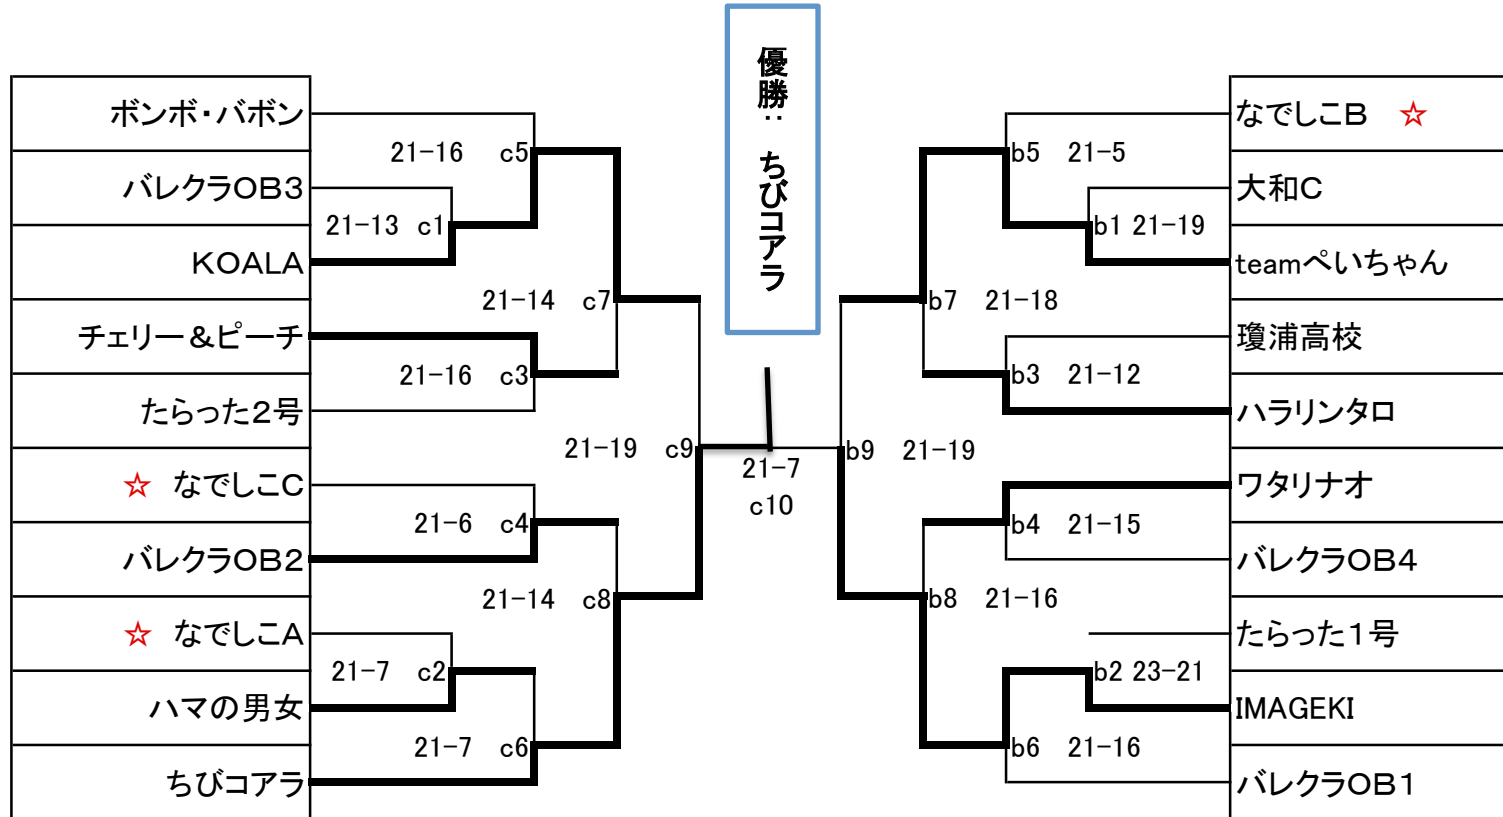 優勝： ちびコアラ
ボンボ・バボン
21-16 c5
バレクラOB3
21-13 c1
KOALA
21-14 c7
チェリー＆ピーチ
21-16 c3
たらった2号
21-19 c9
☆ なでしこC
21-6 c4
バレクラOB2
21-14 c8
☆ なでしこA
21-7 c2
ハマの男女
21-7 c6
ちびコアラ
21-7
c10
なでしこB ☆
b5 21-5
大和C
b1 21-19
teamぺいちゃん
b7 21-18
瓊浦高校
b3 21-12
ハラリンタロ
b9 21-19
ワタリナオ
b4 21-15
バレクラOB4
b8 21-16
たらった1号
b2 23-21
IMAGEKI
b6 21-16
バレクラOB1